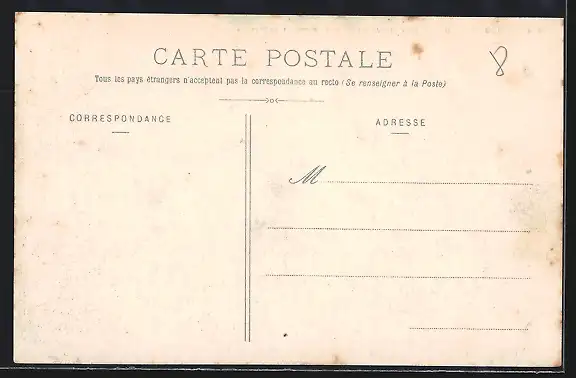 CARTE POSTALE
8
Tous les pays étrangers n'acceptent pas la correspondance au recto (Se renseigner à la Poste)
CORRESPONDANCE
ADRESSE
M